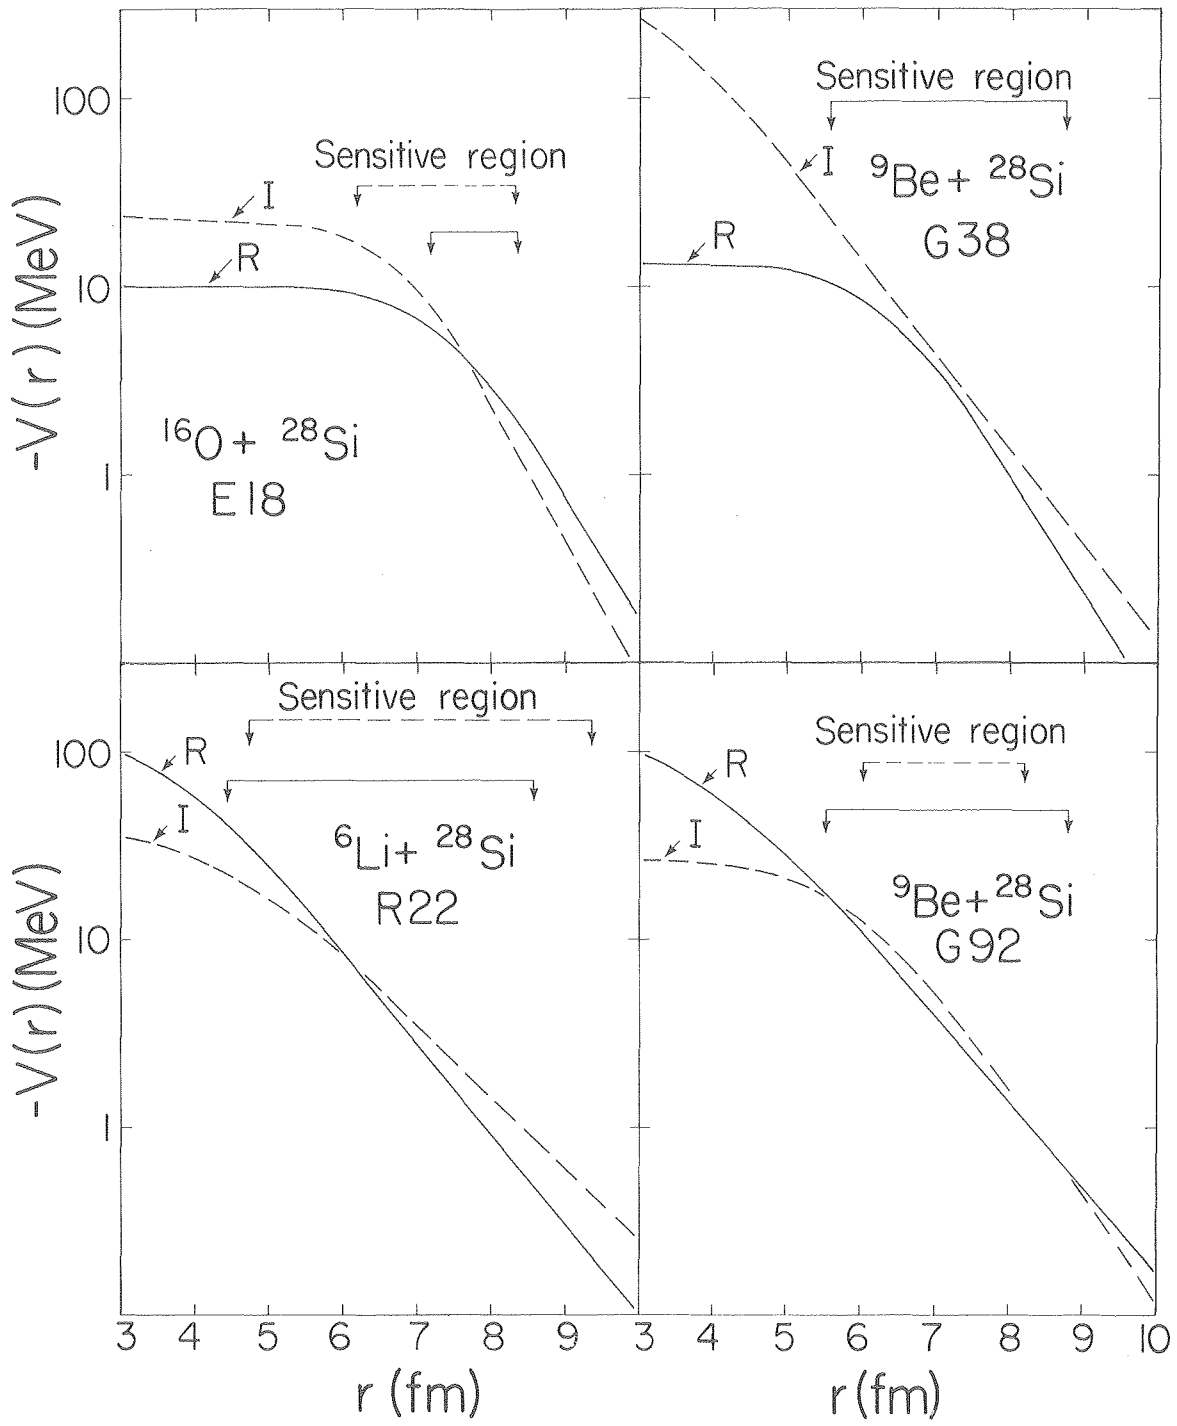 -V(r) (MeV)
100
10
1
Sensitive region
I
R
¹⁶O + ²⁸Si
E18
Sensitive region
I
⁹Be + ²⁸Si
G38
R
-V(r) (MeV)
100
10
1
Sensitive region
R
I
⁶Li + ²⁸Si
R22
Sensitive region
R
I
⁹Be + ²⁸Si
G92
3 4 5 6 7 8 9 3 4 5 6 7 8 9 10
r (fm) r (fm)